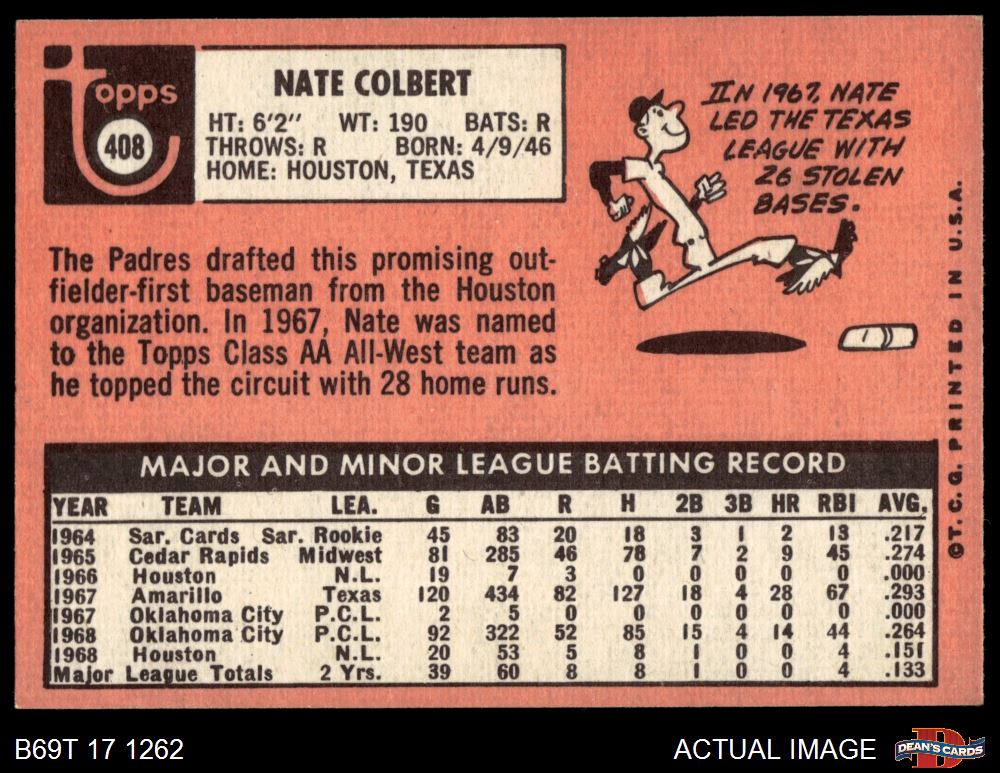 Topps
408
NATE COLBERT
HT: 6'2" WT: 190 BATS: R
THROWS: R BORN: 4/9/46
HOME: HOUSTON, TEXAS
IN 1967, NATE
LED THE TEXAS
LEAGUE WITH
26 STOLEN
BASES.
The Padres drafted this promising out-
fielder-first baseman from the Houston
organization. In 1967, Nate was named
to the Topps Class AA All-West team as
he topped the circuit with 28 home runs.
©T.C.G. PRINTED IN U.S.A.
MAJOR AND MINOR LEAGUE BATTING RECORD
YEAR TEAM LEA. G AB R H 2B 3B HR RBI AVG.
1964 Sar. Cards Sar. Rookie 45 83 20 18 3 1 2 13 .217
1965 Cedar Rapids Midwest 81 285 46 78 7 2 9 45 .274
1966 Houston N.L. 19 7 3 0 0 0 0 0 .000
1967 Amarillo Texas 120 434 82 127 18 4 28 67 .293
1967 Oklahoma City P.C.L. 2 5 0 0 0 0 0 0 .000
1968 Oklahoma City P.C.L. 92 322 52 85 15 4 14 44 .264
1968 Houston N.L. 20 53 5 8 1 0 0 4 .151
Major League Totals 2 Yrs. 39 60 8 8 1 0 0 4 .133
B69T 17 1262
ACTUAL IMAGE
DEAN'S CARDS